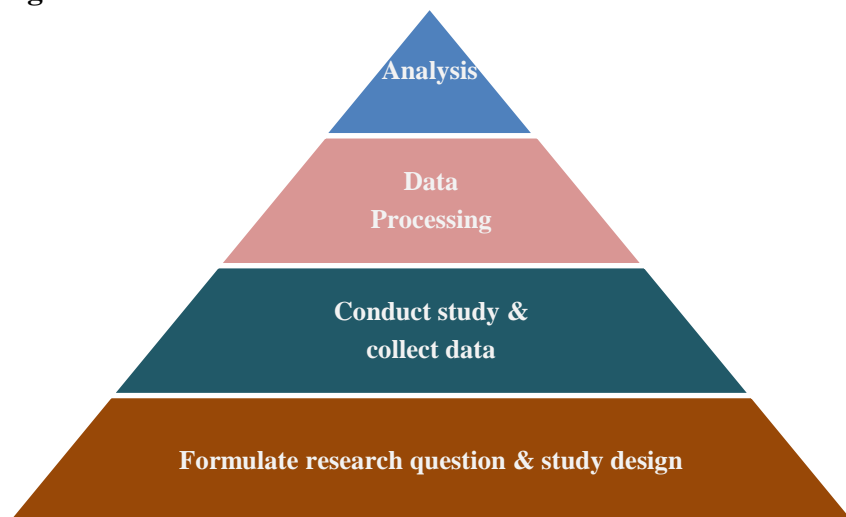 Analysis
Data
Processing
Conduct study &
collect data
Formulate research question & study design